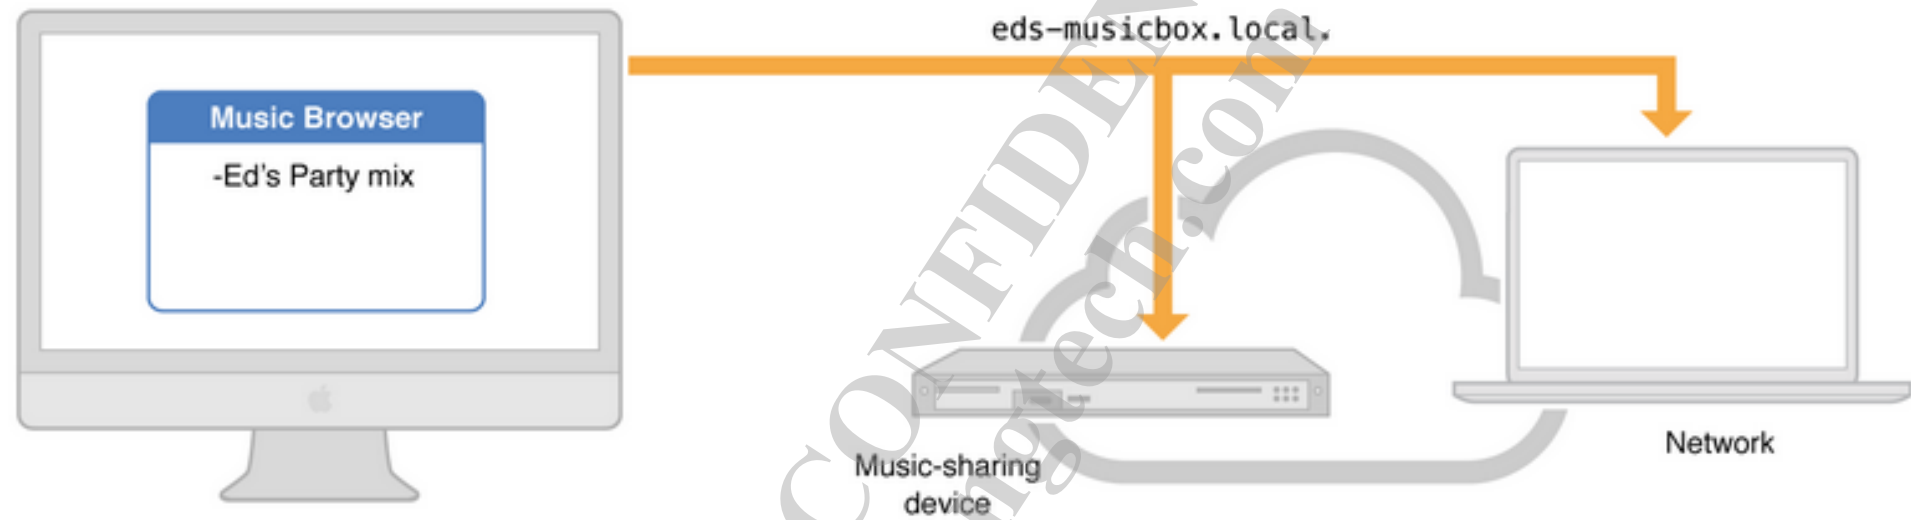 eds-musicbox.local.
Music Browser
-Ed's Party mix
Network
Music-sharing
device